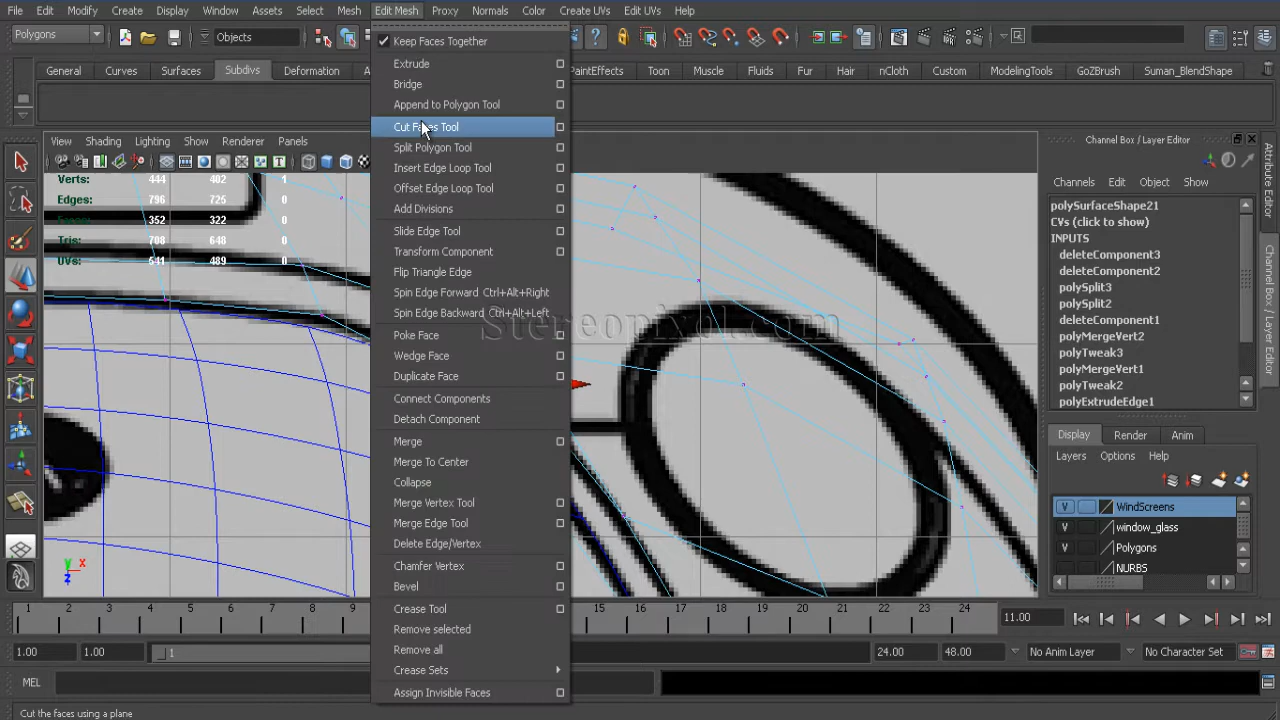 File Edit Modify Create Display Window Assets Select Mesh Edit Mesh Proxy Normals Color Create UVs Edit UVs Help
Polygons Objects
General Curves Surfaces Subdivs Deformation A PaintEffects Toon Muscle Fluids Fur Hair nCloth Custom ModelingTools GoZBrush Suman_BlendShape
Keep Faces Together
Extrude
Bridge
Append to Polygon Tool
Cut Faces Tool
Split Polygon Tool
Insert Edge Loop Tool
Offset Edge Loop Tool
Add Divisions
Slide Edge Tool
Transform Component
Flip Triangle Edge
Spin Edge Forward Ctrl+Alt+Right
Spin Edge Backward Ctrl+Alt+Left
Poke Face
Wedge Face
Duplicate Face
Connect Components
Detach Component
Merge
Merge To Center
Collapse
Merge Vertex Tool
Merge Edge Tool
Delete Edge/Vertex
Chamfer Vertex
Bevel
Crease Tool
Remove selected
Remove all
Crease Sets
Assign Invisible Faces
View Shading Lighting Show Renderer Panels
Verts: 444 402 1
Edges: 796 725 0
Faces: 352 322 0
Tris: 708 648 0
UVs: 541 489 0
Stereopixol.com
y x
z
Channel Box / Layer Editor
Channels Edit Object Show
polySurfaceShape21
CVs (click to show)
INPUTS
deleteComponent3
deleteComponent2
polySplit3
polySplit2
deleteComponent1
polyMergeVert2
polyTweak3
polyMergeVert1
polyTweak2
polyExtrudeEdge1
Display Render Anim
Layers Options Help
V WindScreens
V window_glass
V Polygons
NURBS
Attribute Editor
Channel Box / Layer Editor
1 2 3 4 5 6 7 8 9 15 16 17 18 19 20 21 22 23 24 11.00
1.00 1.00 1 24.00 48.00 No Anim Layer No Character Set
MEL
Cut the faces using a plane